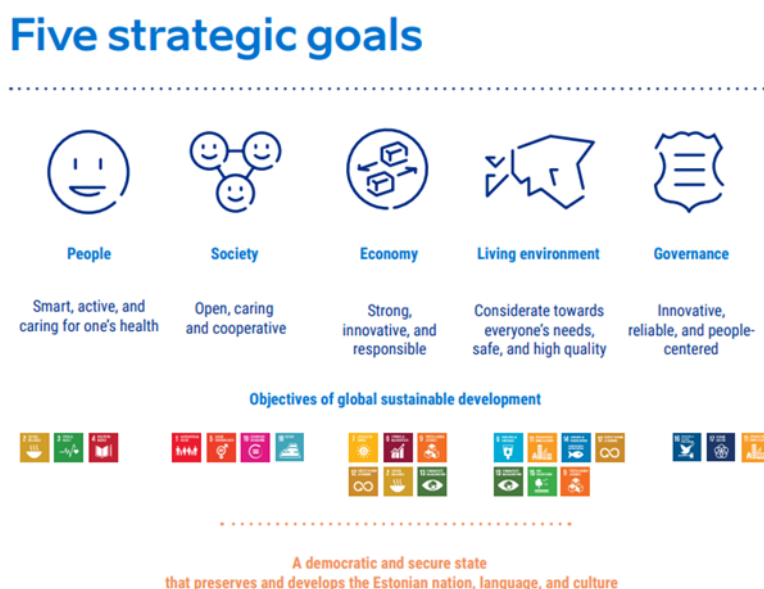 Five strategic goals
People
Smart, active, and
caring for one's health
Society
Open, caring
and cooperative
Economy
Strong,
innovative, and
responsible
Living environment
Considerate towards
everyone's needs,
safe, and high quality
Governance
Innovative,
reliable, and people-
centered
Objectives of global sustainable development
A democratic and secure state
that preserves and develops the Estonian nation, language, and culture